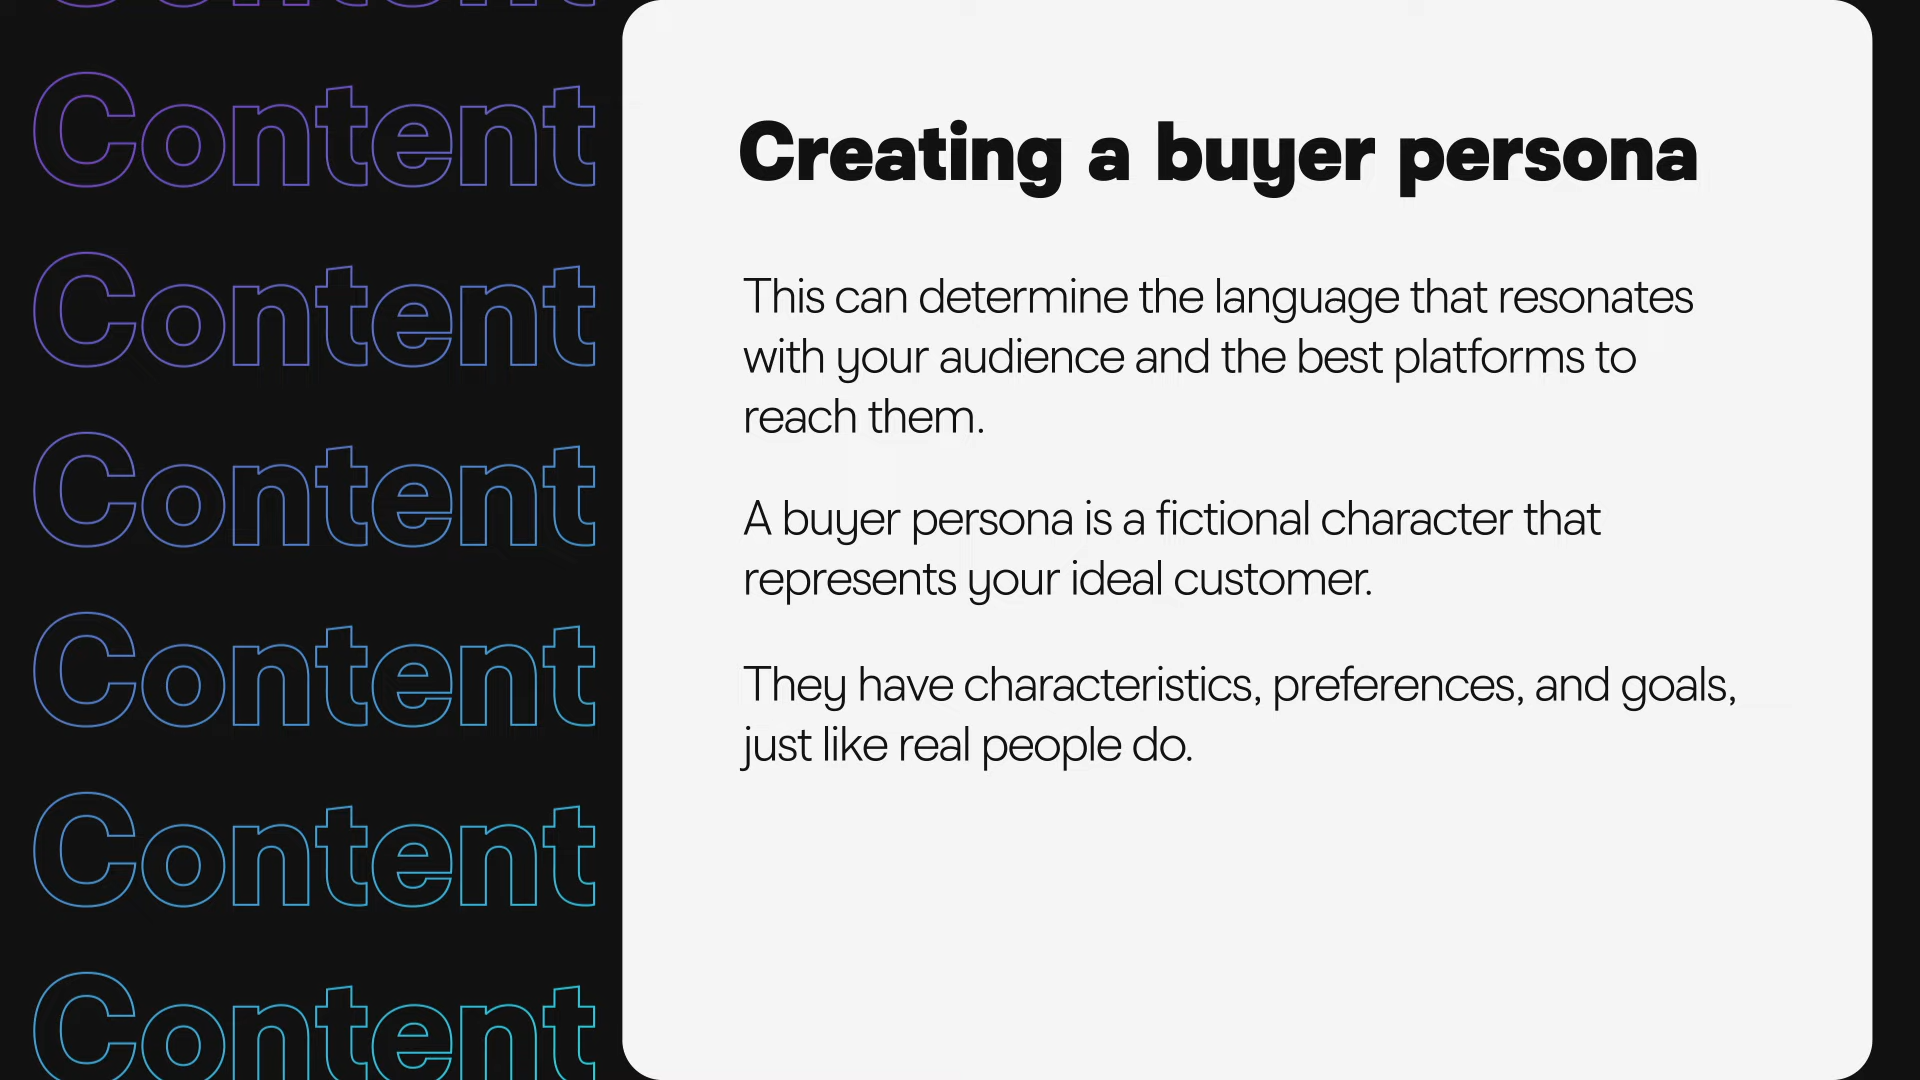 Content
Content
Content
Content
Content
Content
Content
Creating a buyer persona
This can determine the language that resonates
with your audience and the best platforms to
reach them.
A buyer persona is a fictional character that
represents your ideal customer.
They have characteristics, preferences, and goals,
just like real people do.